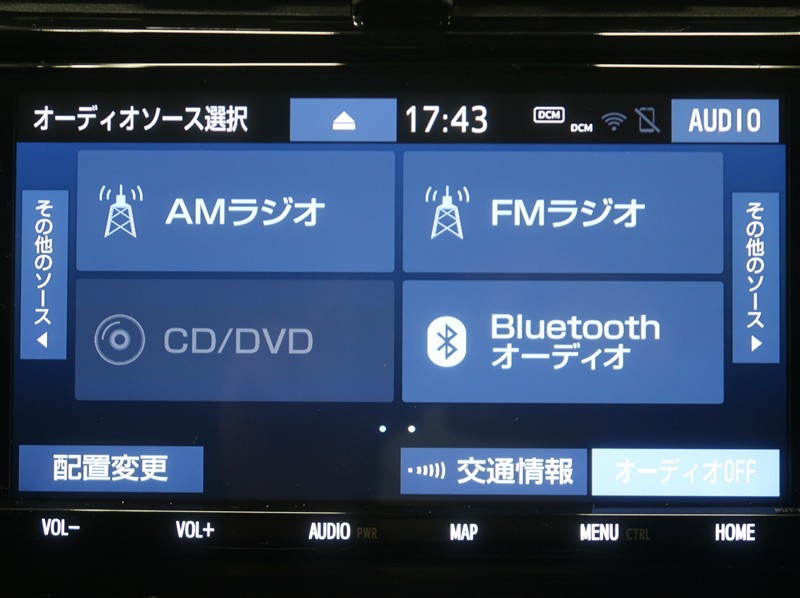 オーディオソース選択
17:43
DCM
DCM
AUDIO
その他のソース
AMラジオ
FMラジオ
その他のソース
CD/DVD
Bluetooth
オーディオ
配置変更
交通情報
オーディオOFF
VOL−
VOL+
AUDIO PWR
MAP
MENU CTRL
HOME